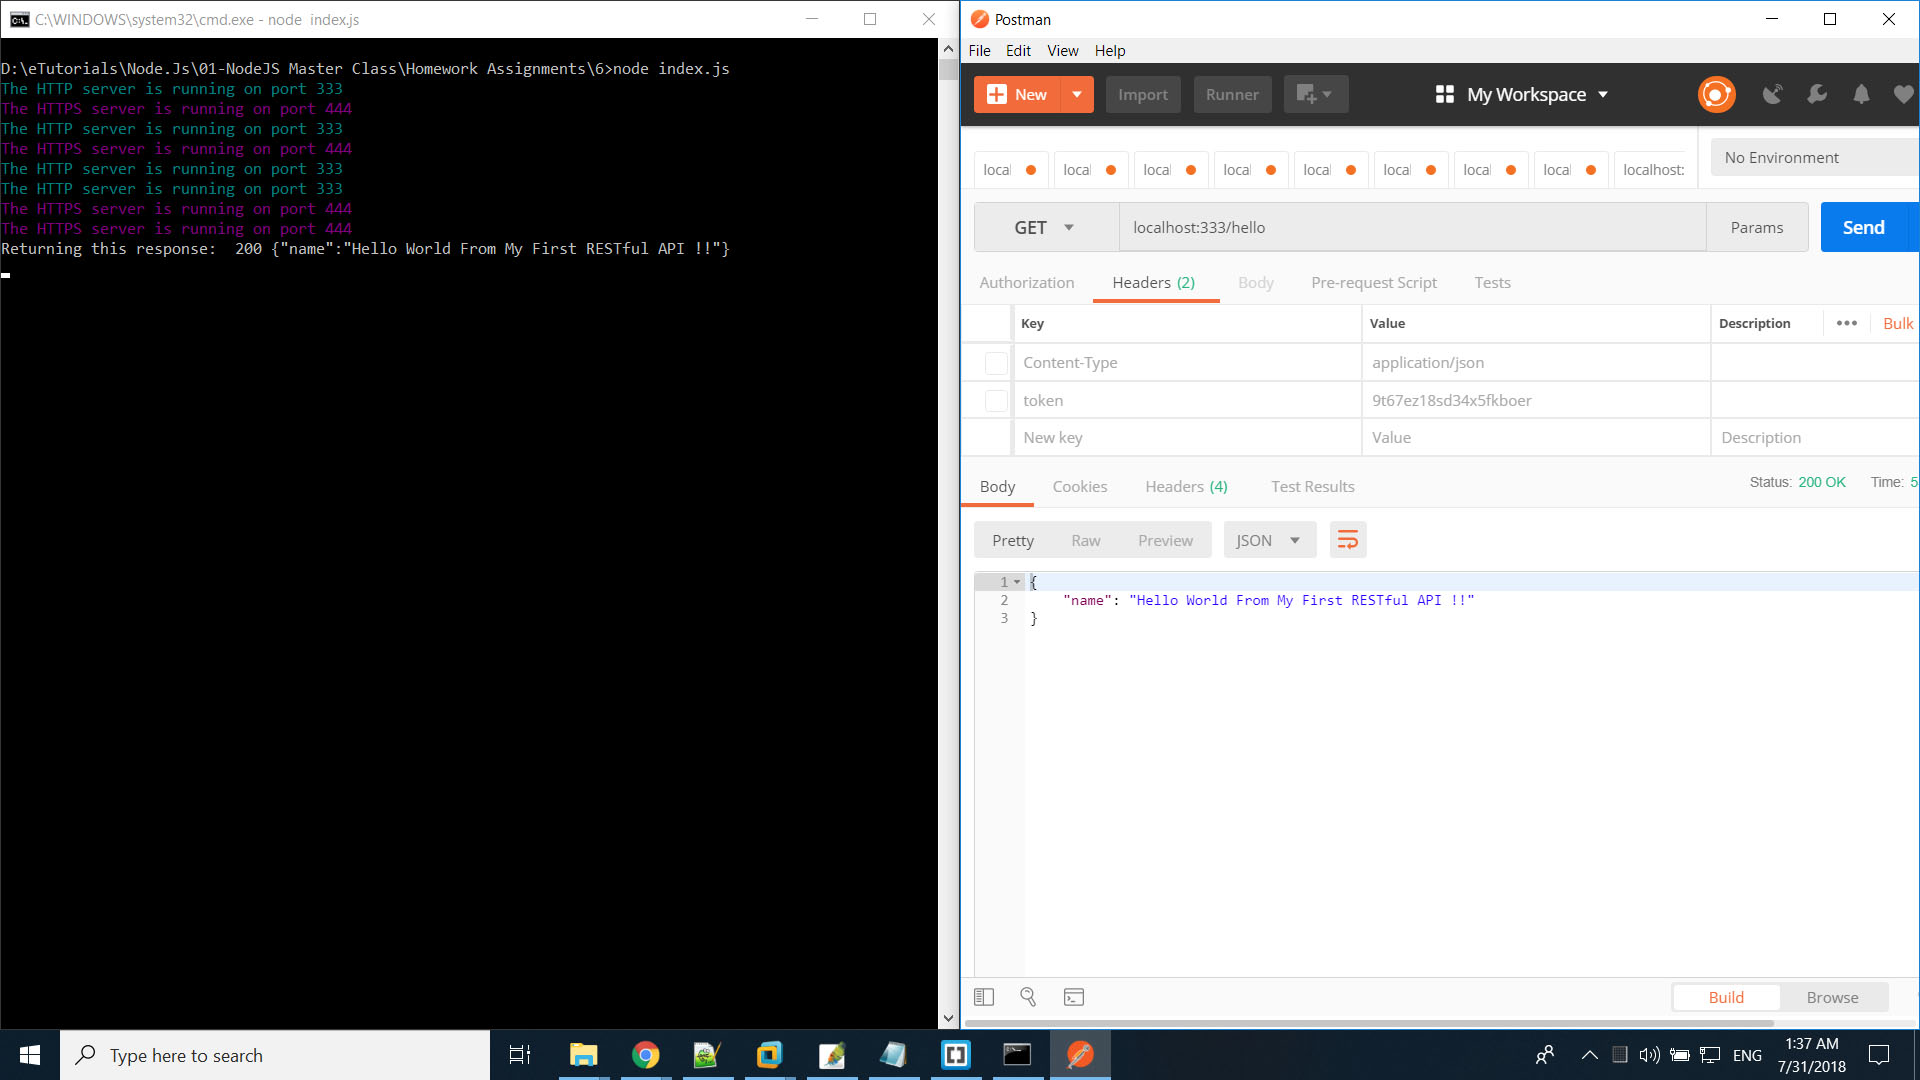 C:\WINDOWS\system32\cmd.exe - node  index.js
D:\eTutorials\Node.Js\01-NodeJS Master Class\Homework Assignments\6>node index.js
The HTTP server is running on port 333
The HTTPS server is running on port 444
The HTTP server is running on port 333
The HTTPS server is running on port 444
The HTTP server is running on port 333
The HTTP server is running on port 333
The HTTPS server is running on port 444
The HTTPS server is running on port 444
Returning this response:  200 {"name":"Hello World From My First RESTful API !!"}
Postman
File Edit View Help
New Import Runner My Workspace
local local local local local local local local localhost:
No Environment
GET localhost:333/hello Params Send
Authorization Headers (2) Body Pre-request Script Tests
Key Value Description ••• Bulk
Content-Type application/json
token 9t67ez18sd34x5fkboer
New key Value Description
Body Cookies Headers (4) Test Results Status: 200 OK Time: 5
Pretty Raw Preview JSON
1 {
2 "name": "Hello World From My First RESTful API !!"
3 }
Build Browse
Type here to search
ENG
1:37 AM
7/31/2018